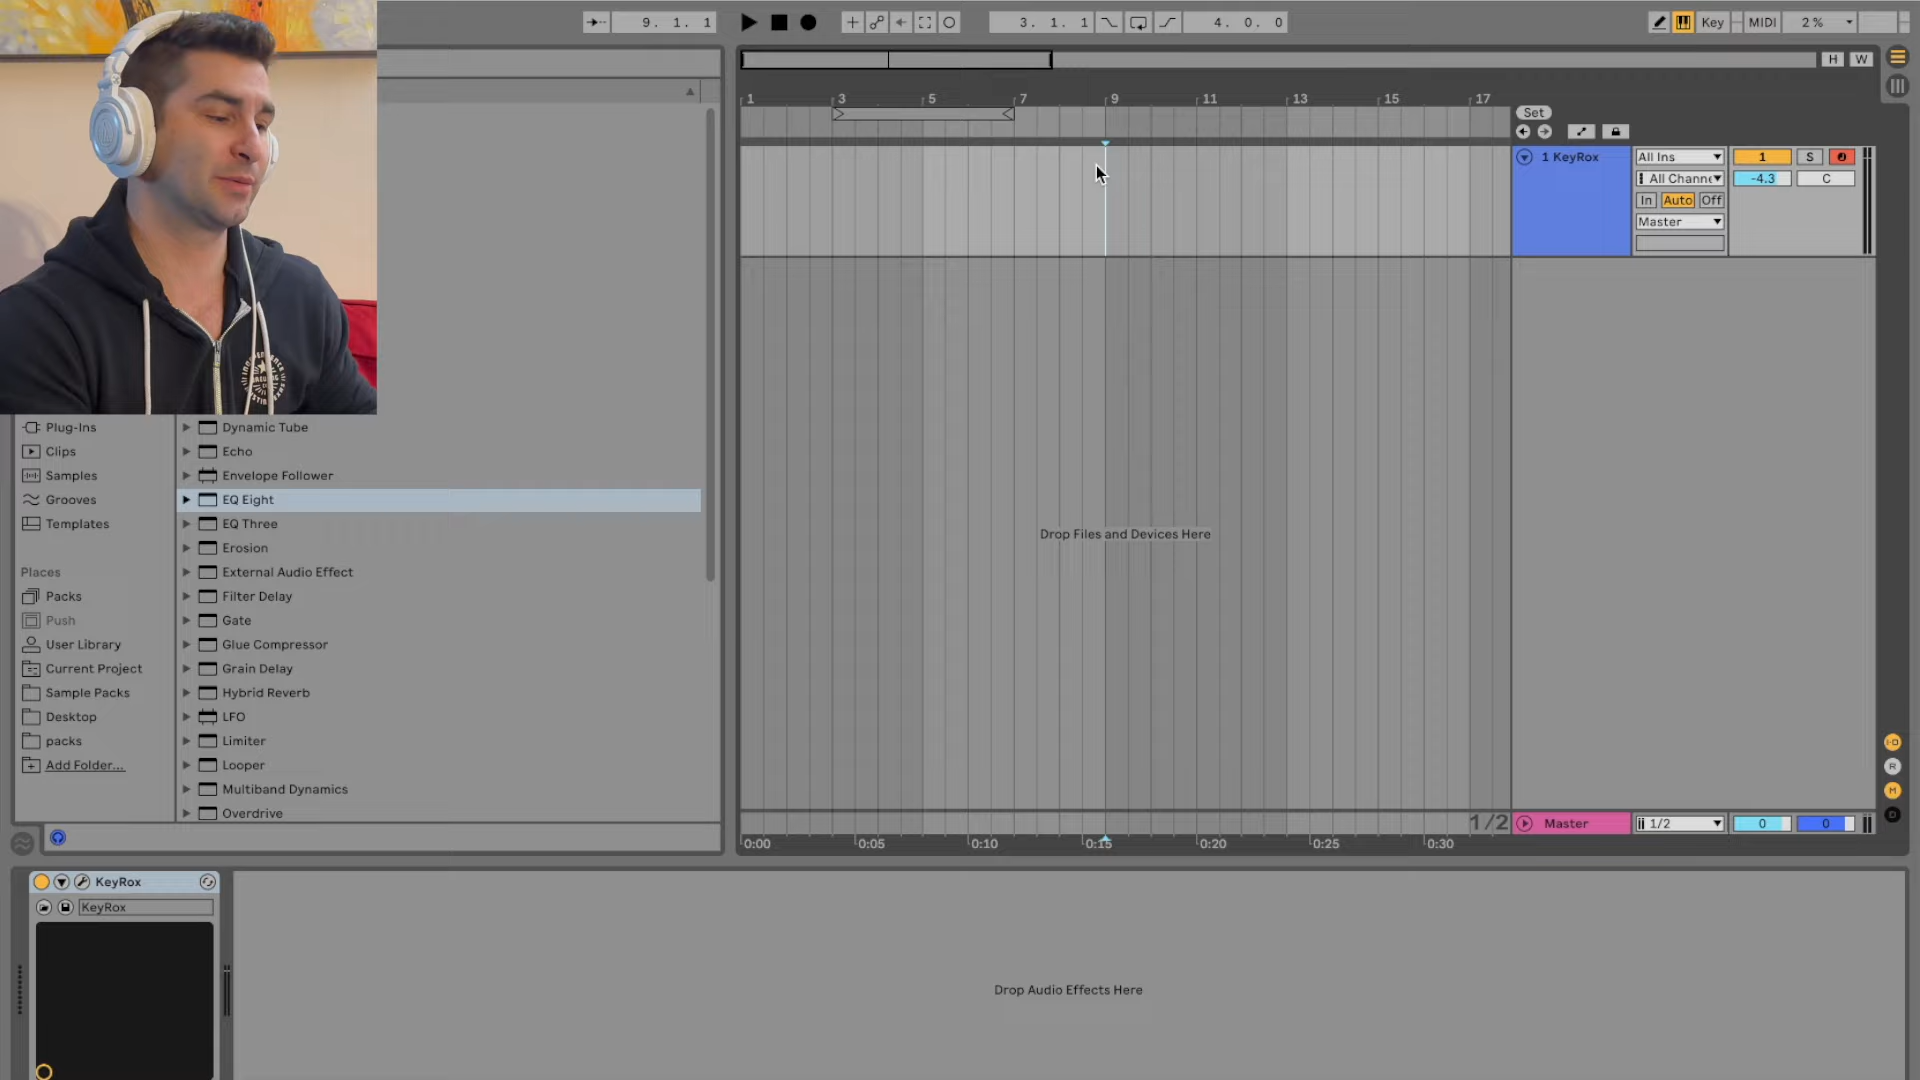 9. 1. 1
3. 1. 1
4. 0. 0
Key
MIDI
2 %
H
W
1
3
5
7
9
11
13
15
17
Set
1 KeyRox
All Ins
1
S
All Channe
-4.3
C
In
Auto
Off
Master
Plug-Ins
Clips
Samples
Grooves
Templates
Places
Packs
Push
User Library
Current Project
Sample Packs
Desktop
packs
Add Folder...
Dynamic Tube
Echo
Envelope Follower
EQ Eight
EQ Three
Erosion
External Audio Effect
Filter Delay
Gate
Glue Compressor
Grain Delay
Hybrid Reverb
LFO
Limiter
Looper
Multiband Dynamics
Overdrive
Drop Files and Devices Here
I-O
R
M
D
1/2
Master
1/2
0
0
0:00
0:05
0:10
0:15
0:20
0:25
0:30
KeyRox
KeyRox
Drop Audio Effects Here